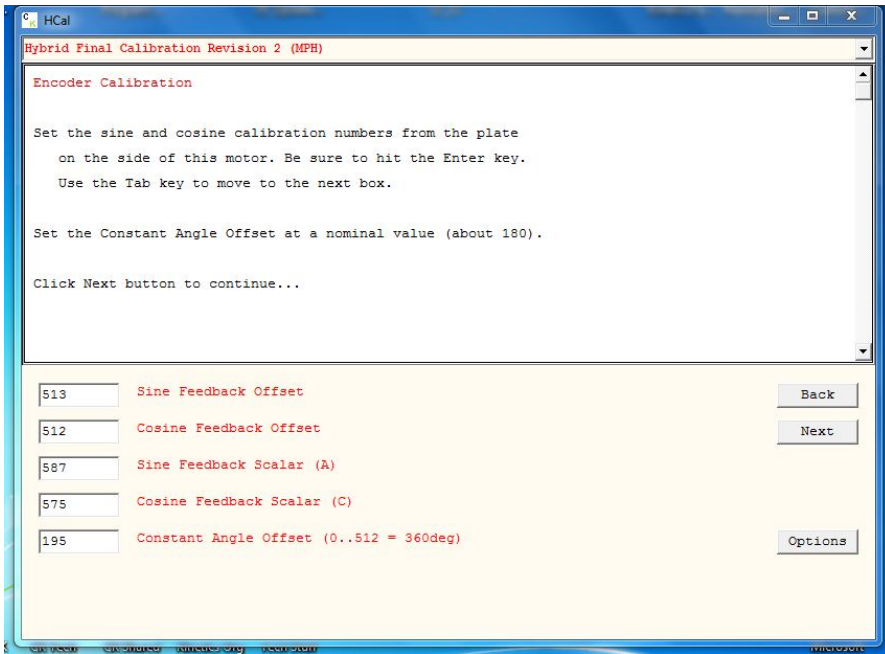 HCal
Hybrid Final Calibration Revision 2 (MPH)
Encoder Calibration
Set the sine and cosine calibration numbers from the plate
on the side of this motor. Be sure to hit the Enter key.
Use the Tab key to move to the next box.
Set the Constant Angle Offset at a nominal value (about 180).
Click Next button to continue...
513 Sine Feedback Offset
Back
512 Cosine Feedback Offset
Next
587 Sine Feedback Scalar (A)
575 Cosine Feedback Scalar (C)
195 Constant Angle Offset (0..512 = 360deg)
Options